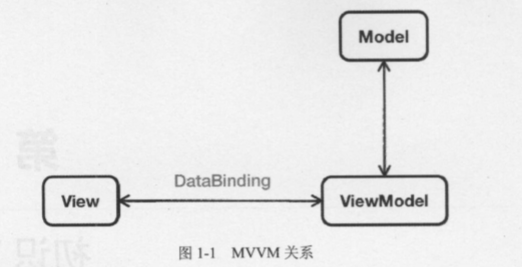 Model
DataBinding
View
ViewModel
图 1-1 MVVM 关系